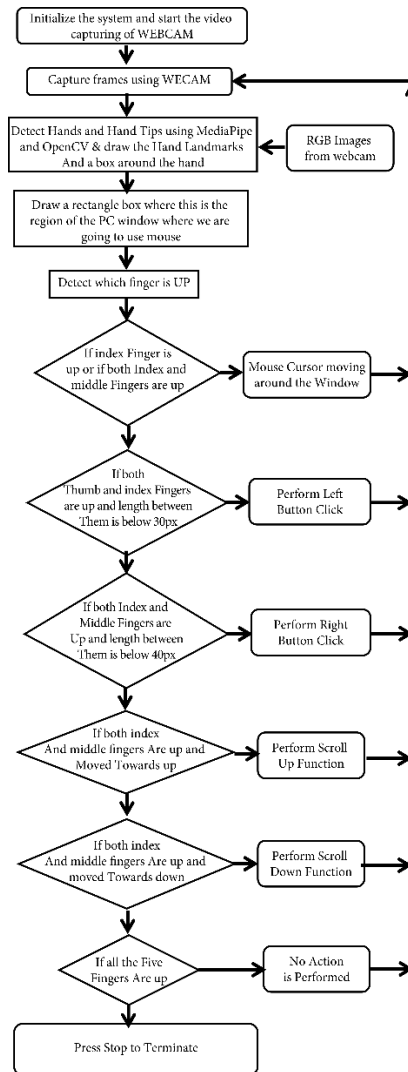 Initialize the system and start the video
capturing of WEBCAM
Capture frames using WECAM
Detect Hands and Hand Tips using MediaPipe
and OpenCV & draw the Hand Landmarks
And a box around the hand
RGB Images
from webcam
Draw a rectangle box where this is the
region of the PC window where we are
going to use mouse
Detect which finger is UP
If index Finger is
up or if both Index and
middle Fingers are up
Mouse Cursor moving
around the Window
If both
Thumb and index Fingers
are up and length between
Them is below 30px
Perform Left
Button Click
If both Index and
Middle Fingers are
Up and length between
Them is below 40px
Perform Right
Button Click
If both index
And middle fingers Are up and
Moved Towards up
Perform Scroll
Up Function
If both index
And middle fingers Are up and
moved Towards down
Perform Scroll
Down Function
If all the Five
Fingers Are up
No Action
is Performed
Press Stop to Terminate